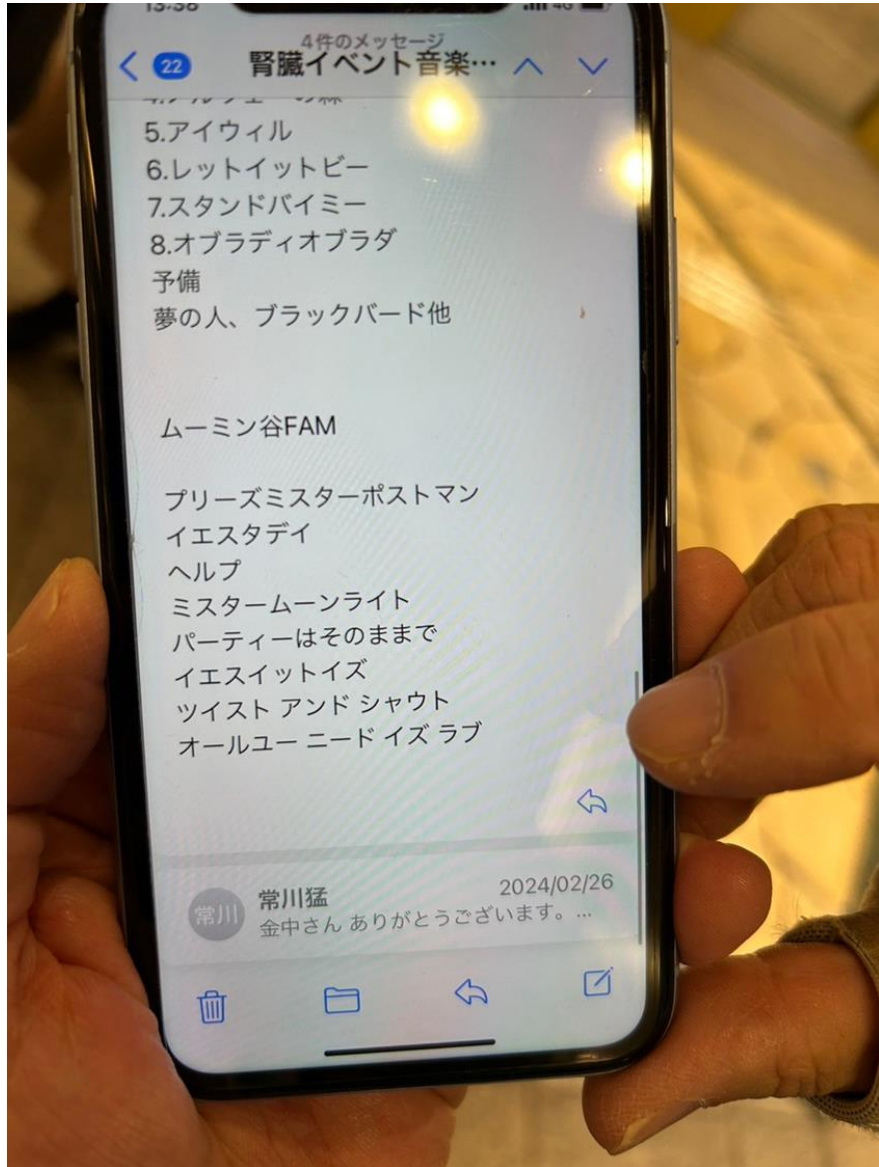 13:38
4G
4件のメッセージ
22
腎臓イベント音楽…
5.アイウィル
6.レットイットビー
7.スタンドバイミー
8.オブラディオブラダ
予備
夢の人、ブラックバード他
ムーミン谷FAM
プリーズミスターポストマン
イエスタデイ
ヘルプ
ミスタームーンライト
パーティーはそのままで
イエスイットイズ
ツイスト アンド シャウト
オールユー ニード イズ ラブ
常川
常川猛
2024/02/26
金中さん ありがとうございます。...